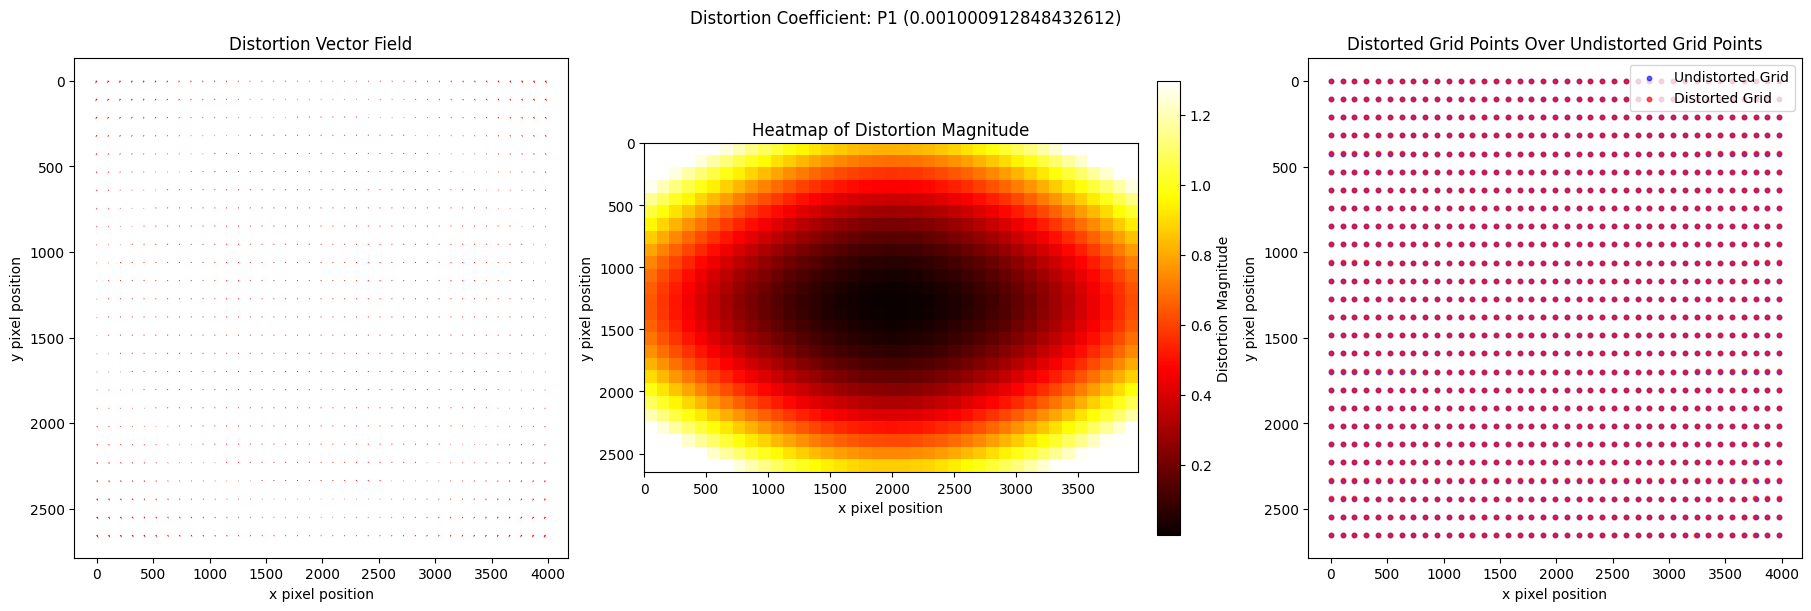 Distortion Coefficient: P1 (0.001000912848432612)
Distortion Vector Field
0
500
1000
1500
2000
2500
y pixel position
0 500 1000 1500 2000 2500 3000 3500 4000
x pixel position
Heatmap of Distortion Magnitude
0
500
1000
1500
2000
2500
y pixel position
0 500 1000 1500 2000 2500 3000 3500
x pixel position
1.2
1.0
0.8
0.6
0.4
0.2
Distortion Magnitude
Distorted Grid Points Over Undistorted Grid Points
Undistorted Grid
Distorted Grid
0
500
1000
1500
2000
2500
y pixel position
0 500 1000 1500 2000 2500 3000 3500 4000
x pixel position